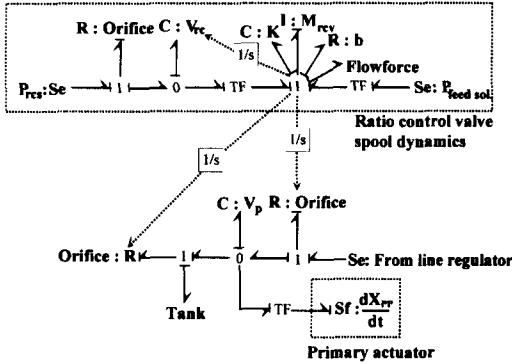 I : M_rcv
R : Orifice C : V_rc C : K R : b
1/s Flowforce
P_rcs:Se 1 0 TF 1 TF Se: P_feed sol.
Ratio control valve
spool dynamics
1/s
1/s
C : V_p R : Orifice
Orifice : R 1 0 1 Se: From line regulator
Tank TF Sf : dX_pp
dt
Primary actuator